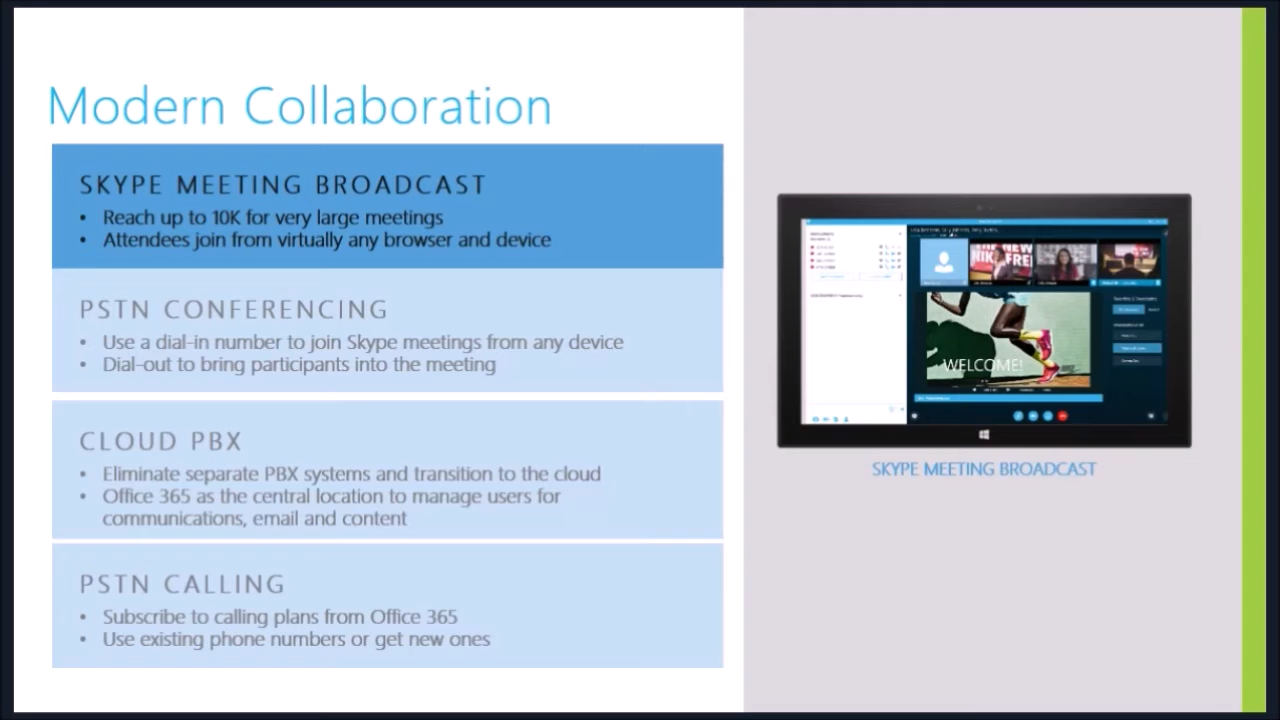 Modern Collaboration
SKYPE MEETING BROADCAST
• Reach up to 10K for very large meetings
• Attendees join from virtually any browser and device
PSTN CONFERENCING
• Use a dial-in number to join Skype meetings from any device
• Dial-out to bring participants into the meeting
CLOUD PBX
• Eliminate separate PBX systems and transition to the cloud
• Office 365 as the central location to manage users for
communications, email and content
PSTN CALLING
• Subscribe to calling plans from Office 365
• Use existing phone numbers or get new ones
WELCOME!
SKYPE MEETING BROADCAST